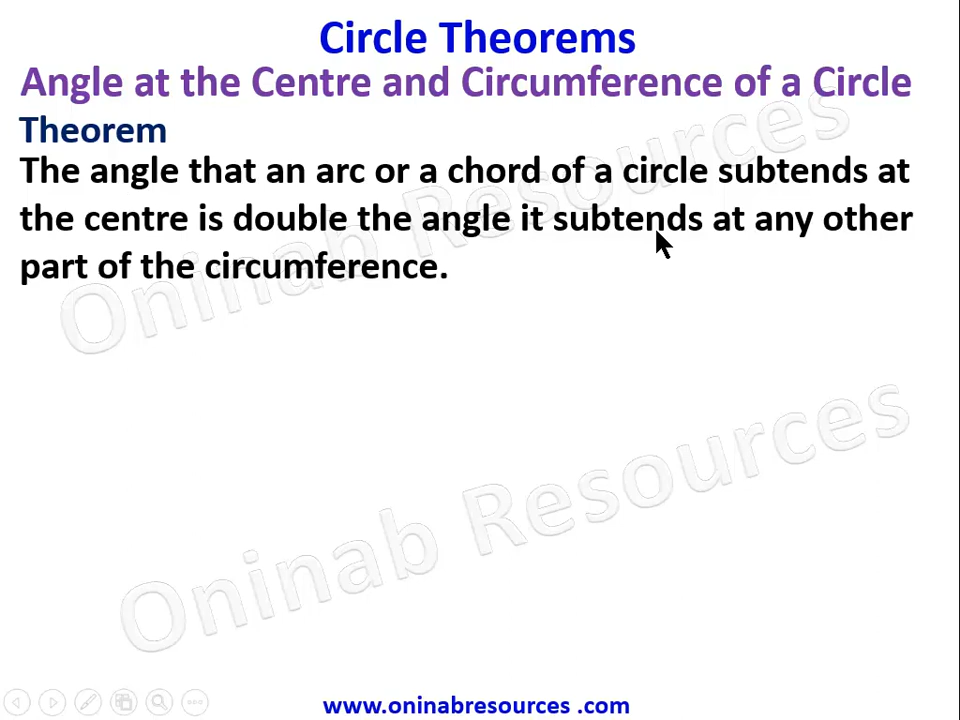 Circle Theorems
Angle at the Centre and Circumference of a Circle
Theorem
The angle that an arc or a chord of a circle subtends at
the centre is double the angle it subtends at any other
part of the circumference.
Oninab Resources
Oninab Resources
www.oninabresources .com